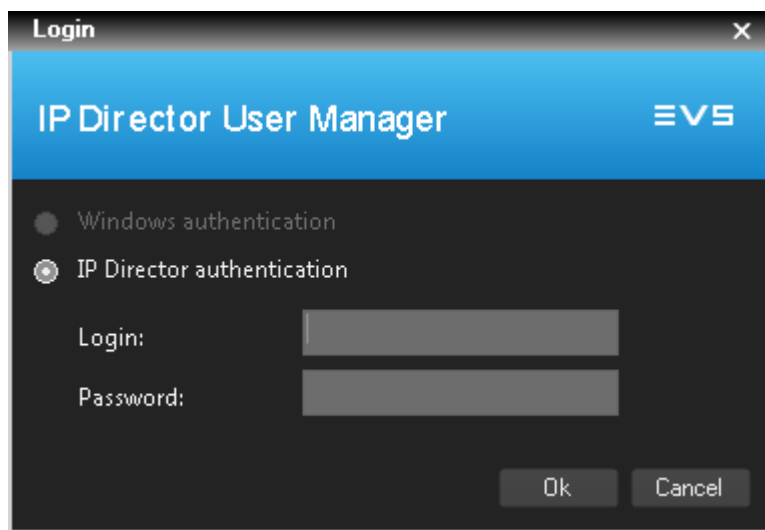 Login
IP Director User Manager
EVS
Windows authentication
IP Director authentication
Login:
Password:
Ok Cancel